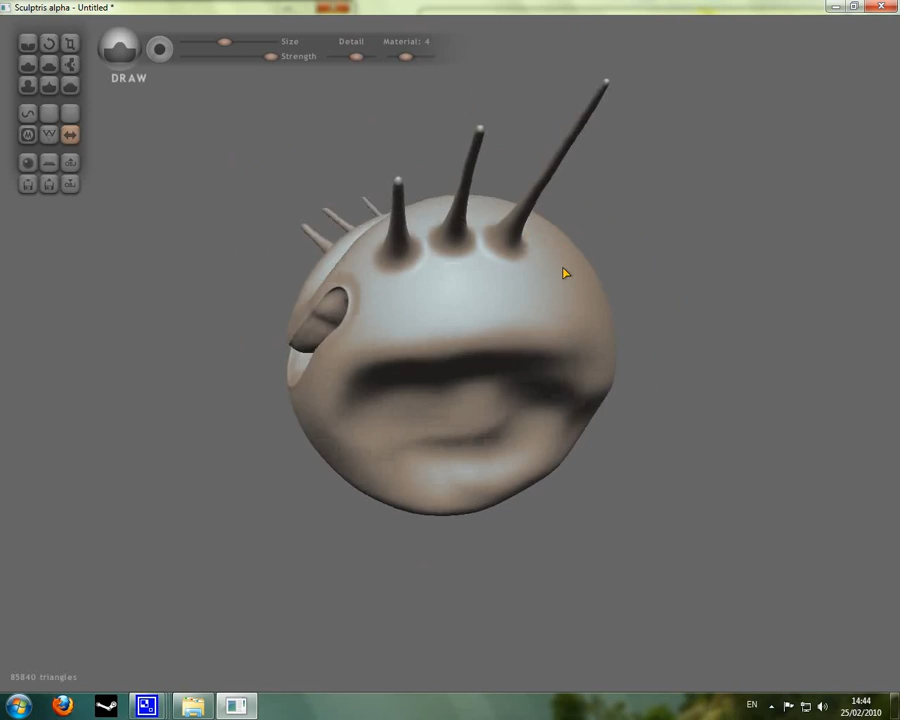 Sculptris alpha - Untitled *
Size Detail Material: 4
Strength
DRAW
85840 triangles
EN
14:44
25/02/2010